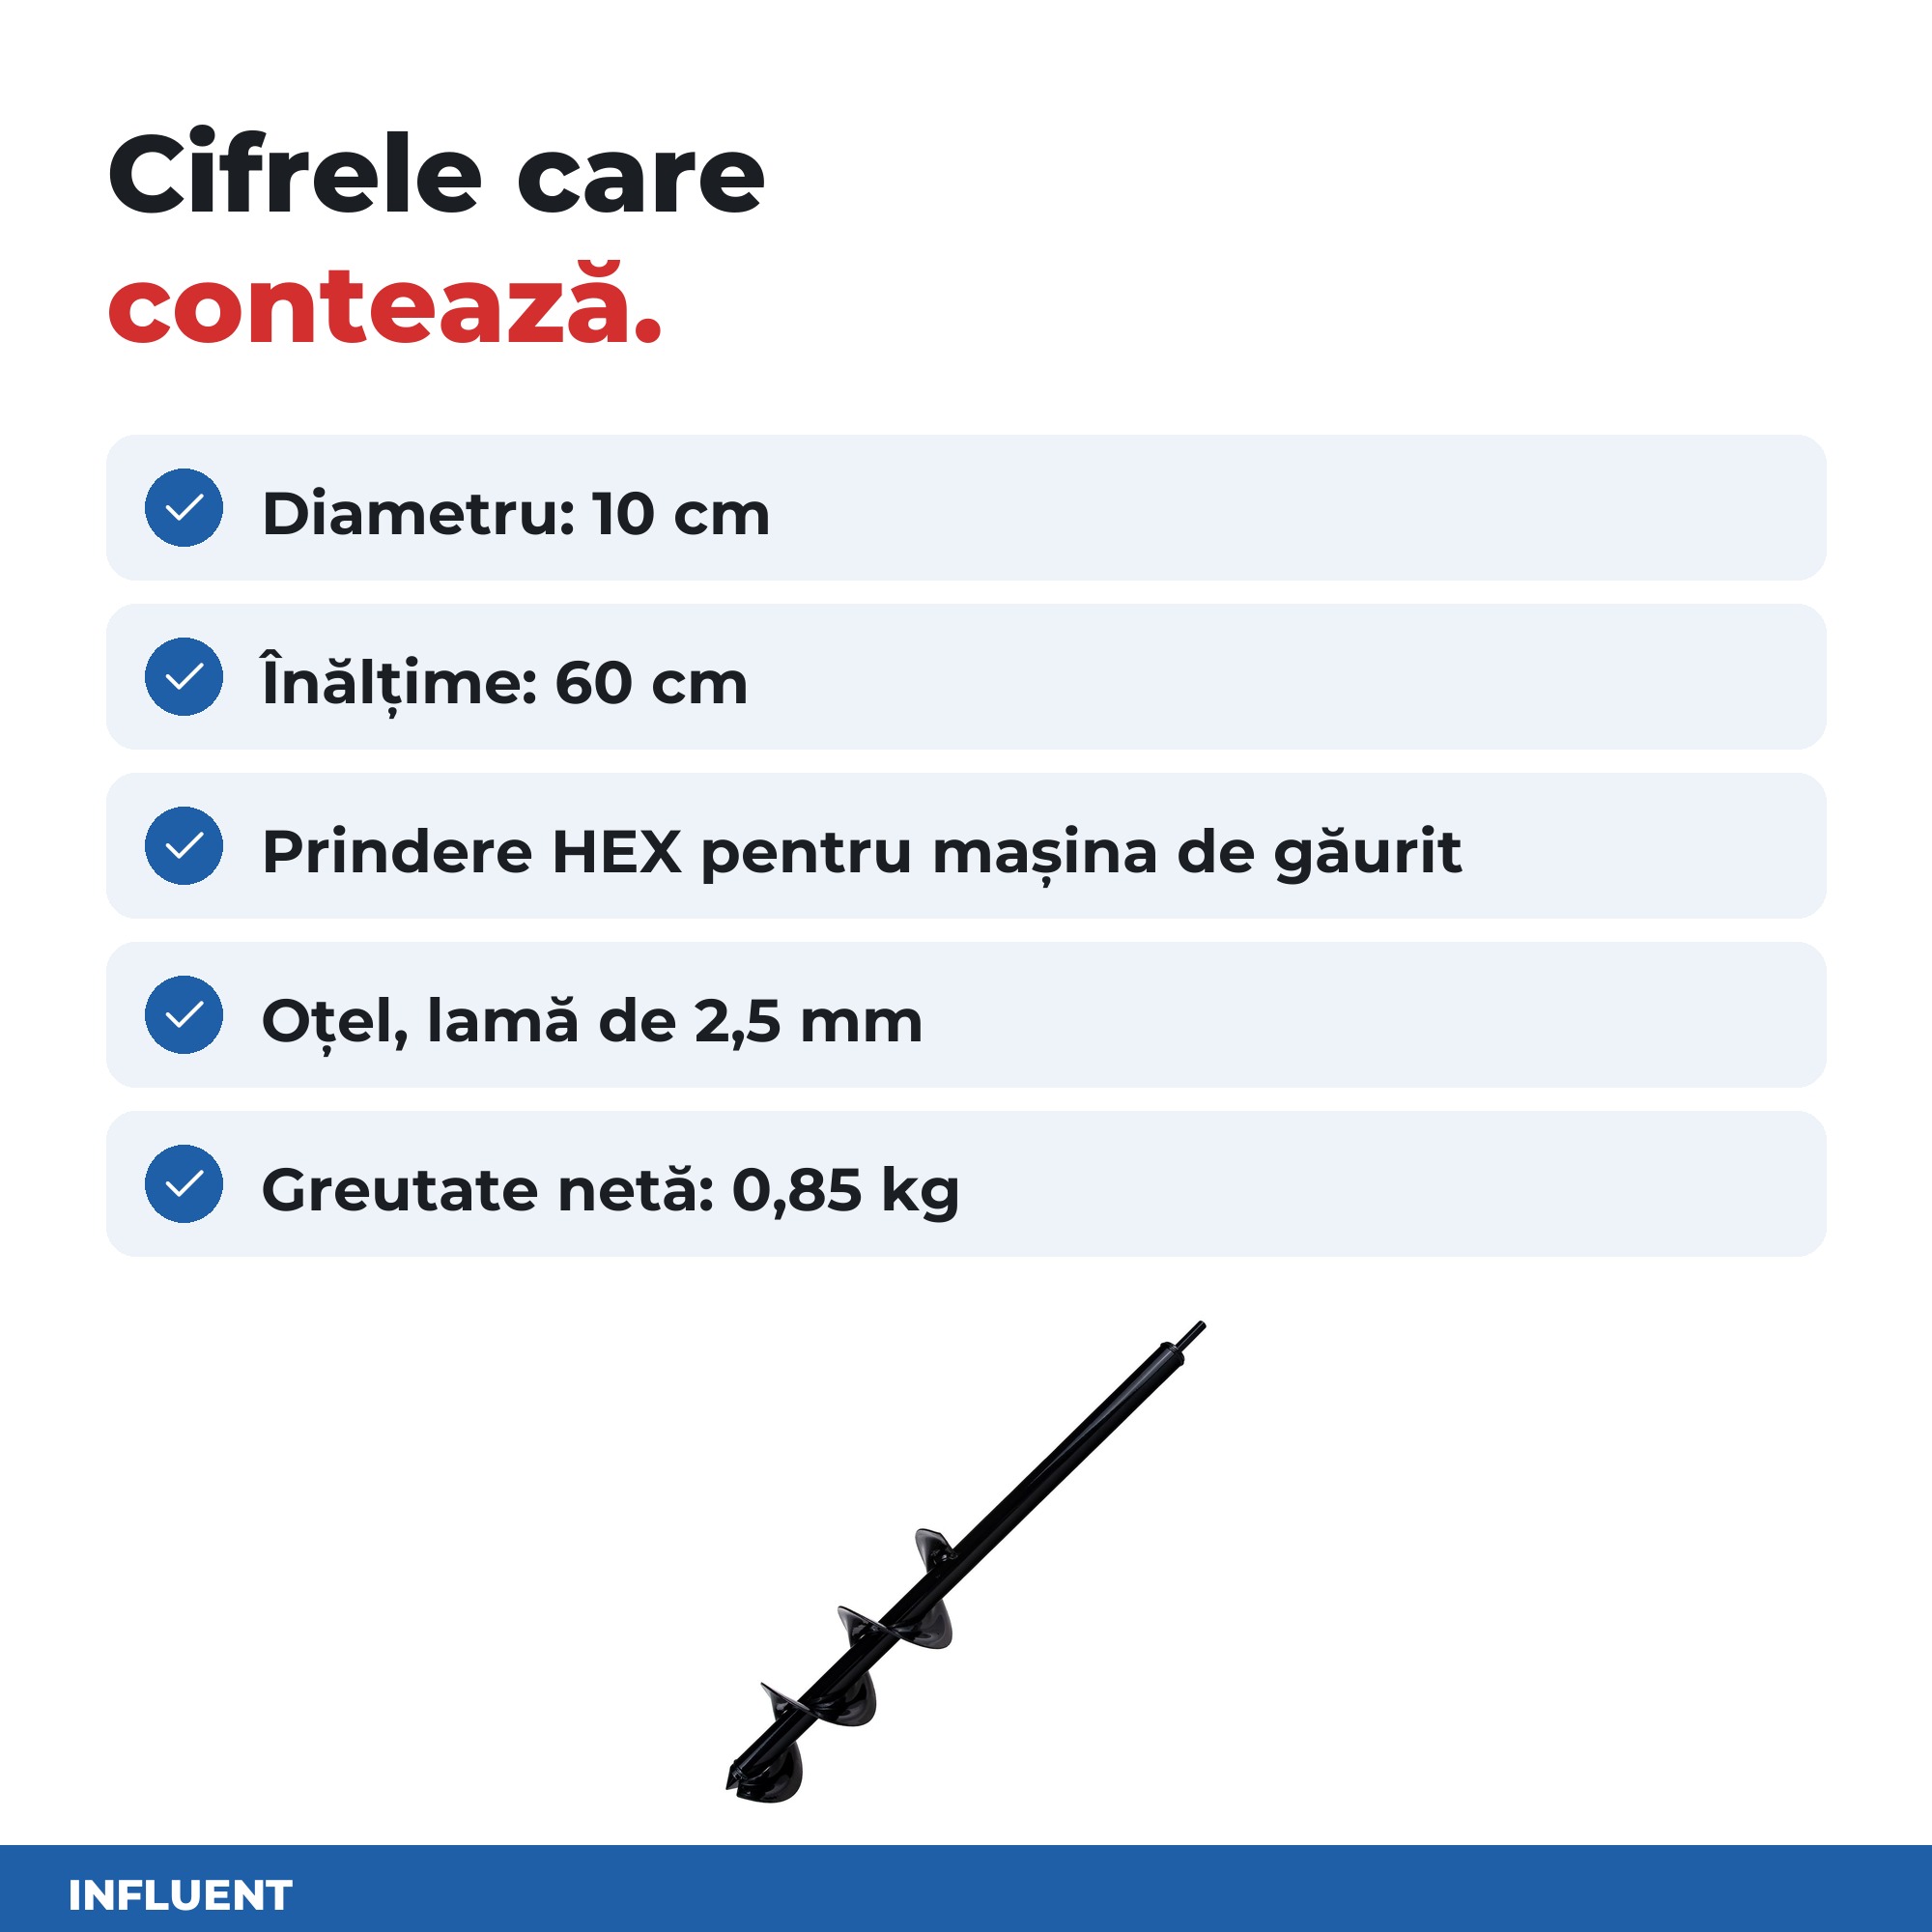 Cifrele care
contează.
Diametru: 10 cm
Înălțime: 60 cm
Prindere HEX pentru mașina de găurit
Oțel, lamă de 2,5 mm
Greutate netă: 0,85 kg
INFLUENT